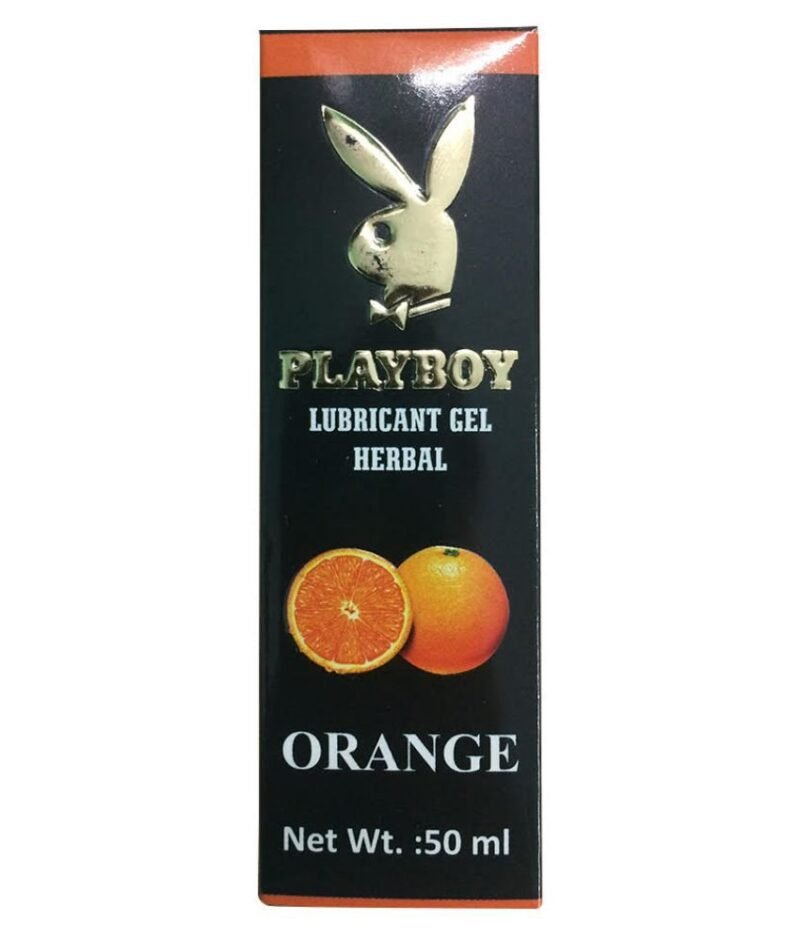 PLAYBOY
LUBRICANT GEL
HERBAL
ORANGE
Net Wt. :50 ml